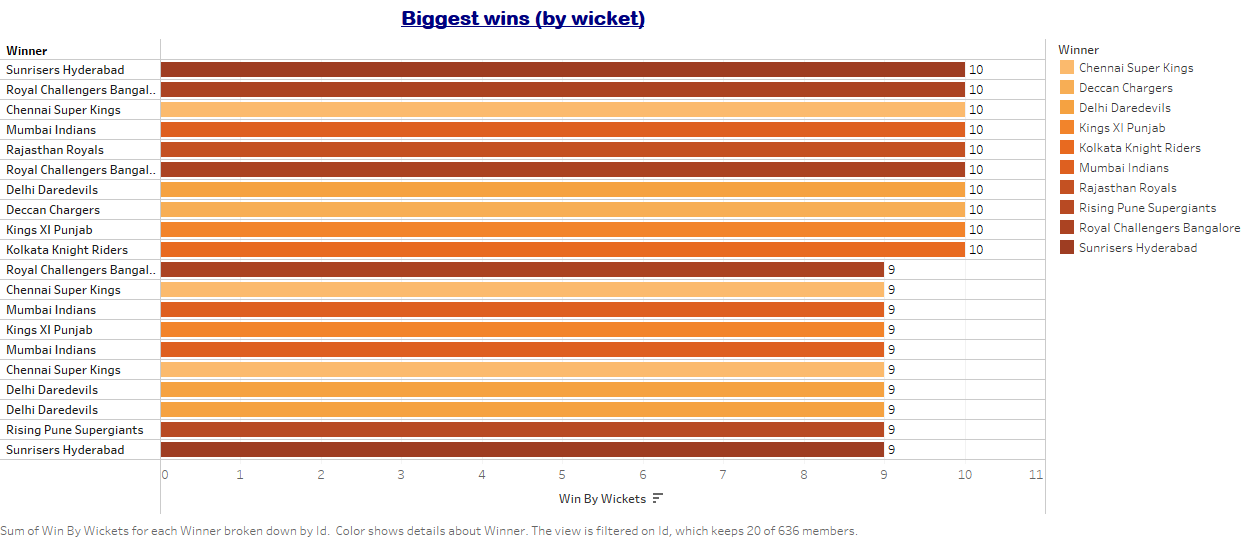 Biggest wins (by wicket)
Winner
Sunrisers Hyderabad 10
Royal Challengers Bangal.. 10
Chennai Super Kings 10
Mumbai Indians 10
Rajasthan Royals 10
Royal Challengers Bangal.. 10
Delhi Daredevils 10
Deccan Chargers 10
Kings XI Punjab 10
Kolkata Knight Riders 10
Royal Challengers Bangal.. 9
Chennai Super Kings 9
Mumbai Indians 9
Kings XI Punjab 9
Mumbai Indians 9
Chennai Super Kings 9
Delhi Daredevils 9
Delhi Daredevils 9
Rising Pune Supergiants 9
Sunrisers Hyderabad 9
0 1 2 3 4 5 6 7 8 9 10 11
Win By Wickets
Winner
Chennai Super Kings
Deccan Chargers
Delhi Daredevils
Kings XI Punjab
Kolkata Knight Riders
Mumbai Indians
Rajasthan Royals
Rising Pune Supergiants
Royal Challengers Bangalore
Sunrisers Hyderabad
Sum of Win By Wickets for each Winner broken down by Id. Color shows details about Winner. The view is filtered on Id, which keeps 20 of 636 members.